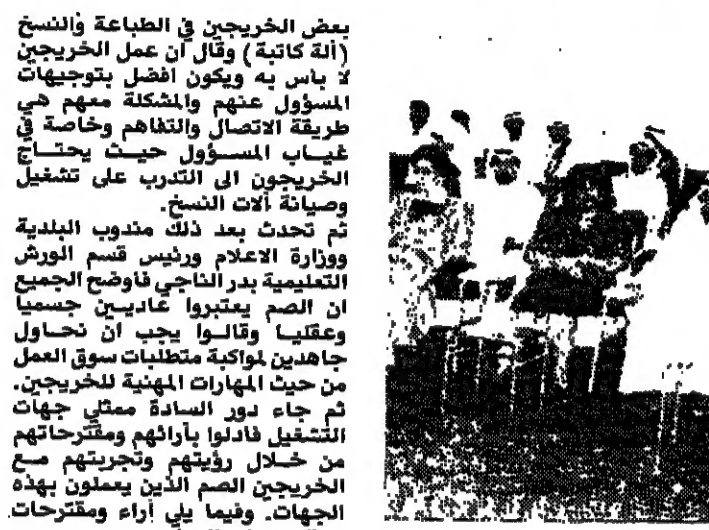 بعض الخريجين في الطباعة والنسخ
(ألة كاتبة) وقال ان عمل الخريجين
لا باس به ويكون افضل بتوجيهات
المسؤول عنهم والمشكلة معهم هي
طريقة الاتصال والتفاهم وخاصة في
غياب المسؤول حيث يحتاج
الخريجون الى التدرب على تشغيل
وصيانة ألات النسخ.
ثم تحدث بعد ذلك مندوب البلدية
ووزارة الاعلام ورئيس قسم الورش
التعليمية بدر الناجي فأوضح الجميع
ان الصم يعتبروا عاديين جسميا
وعقليا وقالوا يجب ان نحاول
جاهدين لمواكبة متطلبات سوق العمل
من حيث المهارات المهنية للخريجين.
ثم جاء دور السادة ممثلي جهات
التشغيل فادلوا بآرائهم ومقترحاتهم
من خلال رؤيتهم وتجربتهم مع
الخريجين الصم الذين يعملون بهذه
الجهات. وفيما يلي أراء ومقترحات